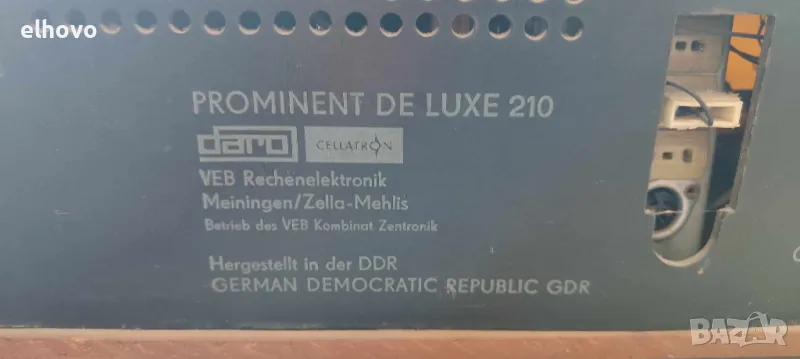 elhovo
PROMINENT DE LUXE 210
daro CELLATRON
VEB Rechenelektronik
Meiningen/Zella-Mehlis
Betrieb des VEB Kombinat Zentronik
Hergestellt in der DDR
GERMAN DEMOCRATIC REPUBLIC GDR
BAZAR